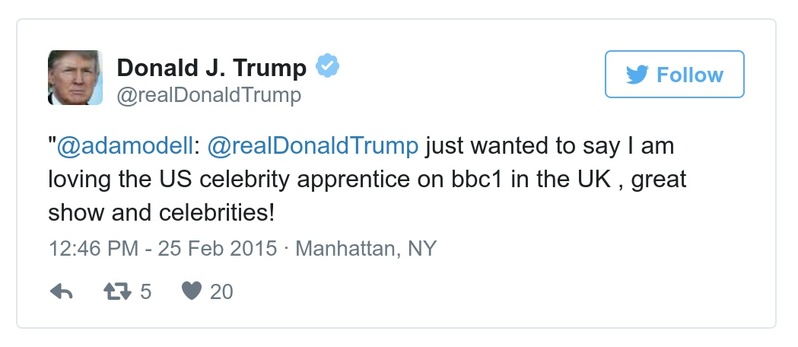 Donald J. Trump
@realDonaldTrump
Follow
"@adamodell: @realDonaldTrump just wanted to say I am
loving the US celebrity apprentice on bbc1 in the UK , great
show and celebrities!
12:46 PM - 25 Feb 2015 · Manhattan, NY
5 20